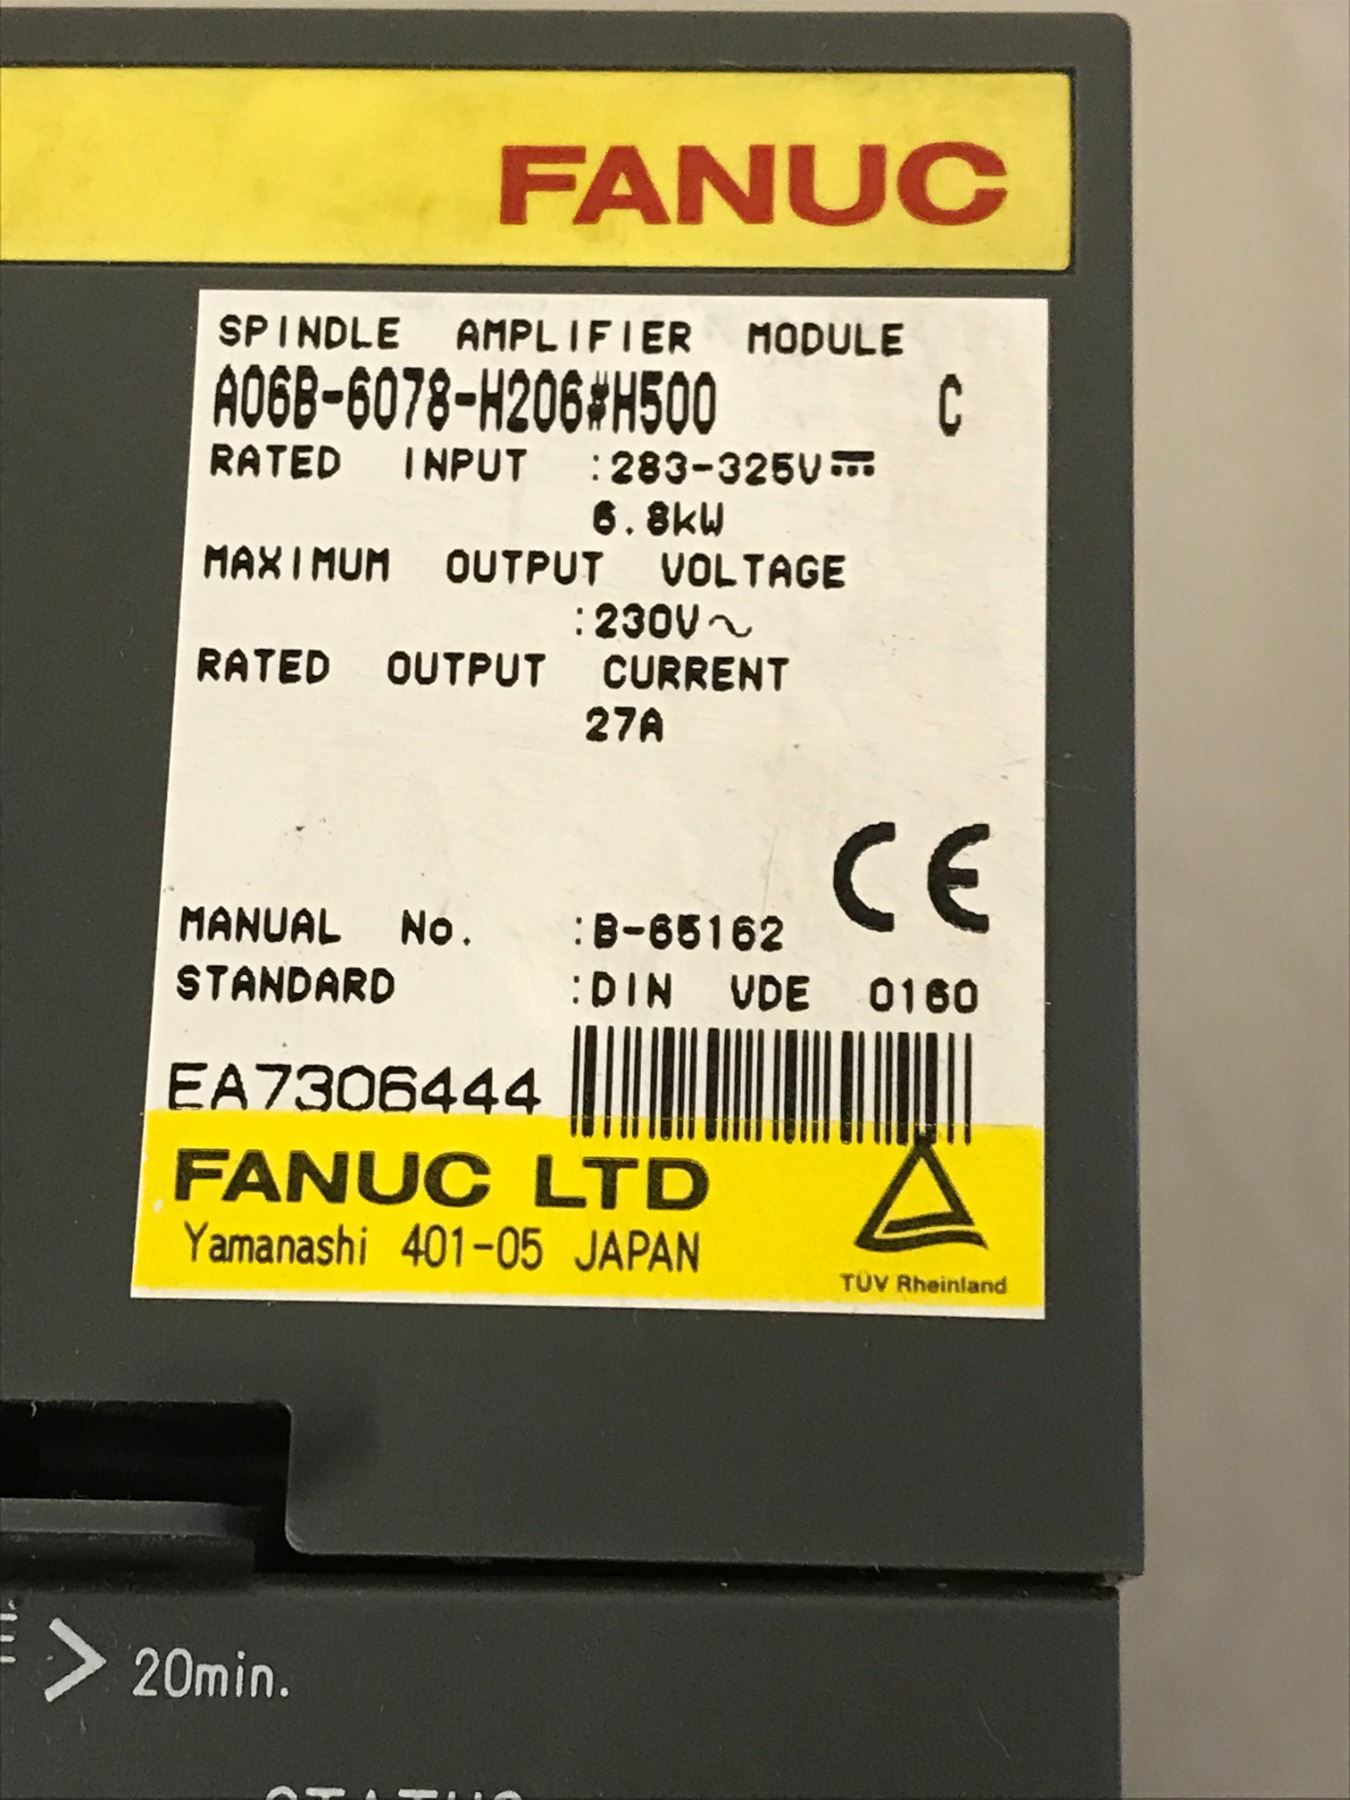 FANUC
SPINDLE AMPLIFIER MODULE
A06B-6078-H206#H500 C
RATED INPUT :283-325V⎓
6.8kW
MAXIMUM OUTPUT VOLTAGE
:230V~
RATED OUTPUT CURRENT
27A
CE
MANUAL No. :B-65162
STANDARD :DIN VDE 0160
EA7306444
FANUC LTD
Yamanashi 401-05 JAPAN
TÜV Rheinland
> 20min.
STATUS